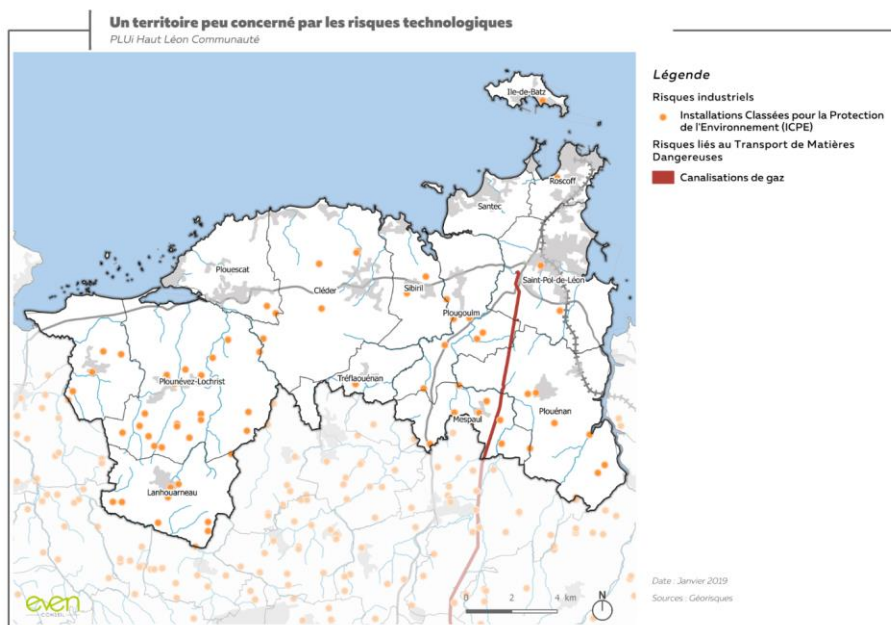 Un territoire peu concerné par les risques technologiques
PLUi Haut Léon Communauté
Légende
Risques industriels
Installations Classées pour la Protection
de l'Environnement (ICPE)
Risques liés au Transport de Matières
Dangereuses
Canalisations de gaz
Ile-de-Batz
Roscoff
Santec
Plouescat
Cléder
Sibiril
Saint-Pol-de-Léon
Plougoulm
Plounévez-Lochrist
Tréflaouénan
Mespaul
Plouénan
Lanhouarneau
Date : Janvier 2019
Sources : Géorisques
even
CONSEIL
0 2 4 km
N